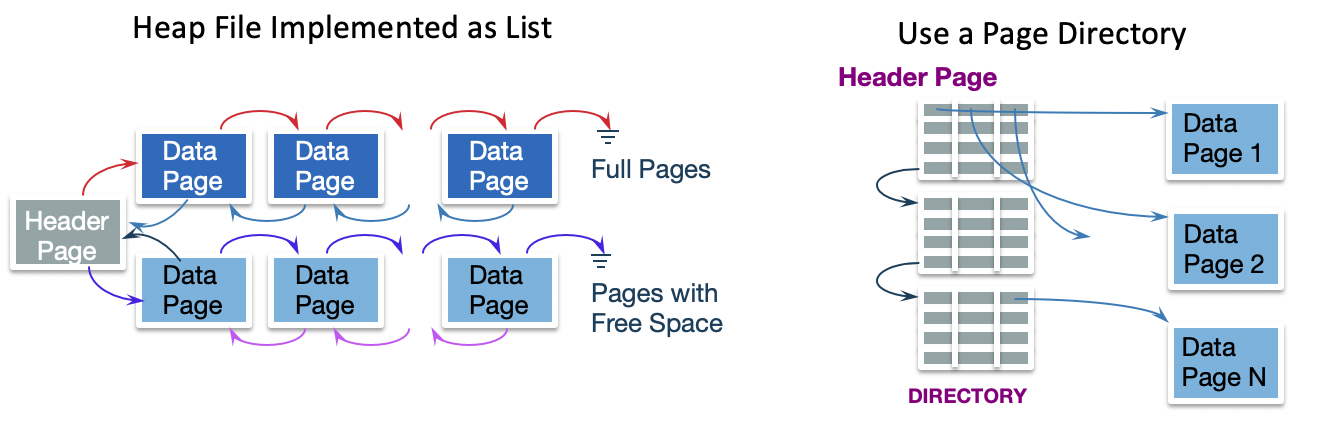 Heap File Implemented as List
Data
Page
Data
Page
Data
Page
Full Pages
Header
Page
Data
Page
Data
Page
Data
Page
Pages with
Free Space
Use a Page Directory
Header Page
Data
Page 1
Data
Page 2
Data
Page N
DIRECTORY